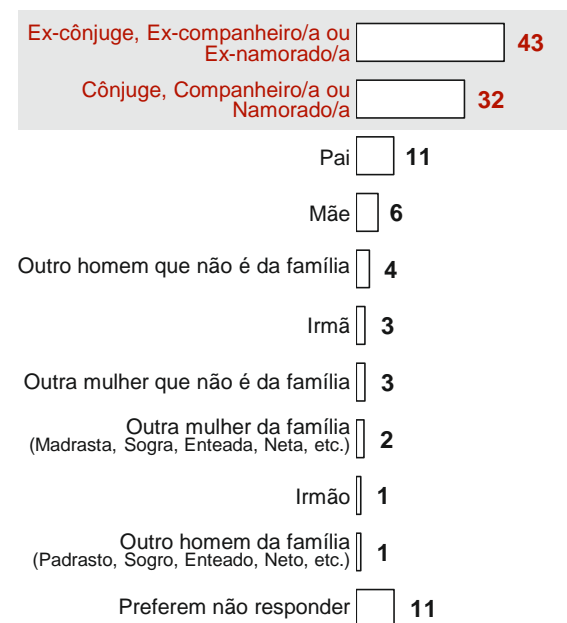 Ex-cônjuge, Ex-companheiro/a ou
Ex-namorado/a 43
Cônjuge, Companheiro/a ou
Namorado/a 32
Pai 11
Mãe 6
Outro homem que não é da família 4
Irmã 3
Outra mulher que não é da família 3
Outra mulher da família
(Madrasta, Sogra, Enteada, Neta, etc.) 2
Irmão 1
Outro homem da família
(Padrasto, Sogro, Enteado, Neto, etc.) 1
Preferem não responder 11